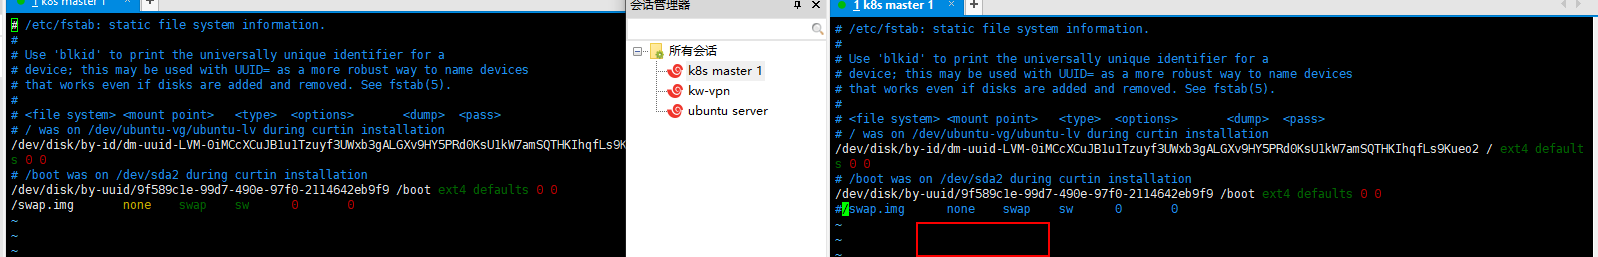 1 k8s master 1
# /etc/fstab: static file system information.
#
# Use 'blkid' to print the universally unique identifier for a
# device; this may be used with UUID= as a more robust way to name devices
# that works even if disks are added and removed. See fstab(5).
#
# <file system> <mount point>   <type>  <options>       <dump>  <pass>
# / was on /dev/ubuntu-vg/ubuntu-lv during curtin installation
/dev/disk/by-id/dm-uuid-LVM-0iMCcXCuJB1u1Tzuyf3UWxb3gALGXv9HY5PRd0KsU1kW7amSQTHKIhqfLs9K
s 0 0
# /boot was on /dev/sda2 during curtin installation
/dev/disk/by-uuid/9f589c1e-99d7-490e-97f0-2114642eb9f9 /boot ext4 defaults 0 0
/swap.img       none    swap    sw      0       0
~
~
~
会话管理器
所有会话
k8s master 1
kw-vpn
ubuntu server
1 k8s master 1
# /etc/fstab: static file system information.
#
# Use 'blkid' to print the universally unique identifier for a
# device; this may be used with UUID= as a more robust way to name devices
# that works even if disks are added and removed. See fstab(5).
#
# <file system> <mount point>   <type>  <options>       <dump>  <pass>
# / was on /dev/ubuntu-vg/ubuntu-lv during curtin installation
/dev/disk/by-id/dm-uuid-LVM-0iMCcXCuJB1u1Tzuyf3UWxb3gALGXv9HY5PRd0KsU1kW7amSQTHKIhqfLs9Kueo2 / ext4 default
s 0 0
# /boot was on /dev/sda2 during curtin installation
/dev/disk/by-uuid/9f589c1e-99d7-490e-97f0-2114642eb9f9 /boot ext4 defaults 0 0
#/swap.img      none    swap    sw      0       0
~
~
~